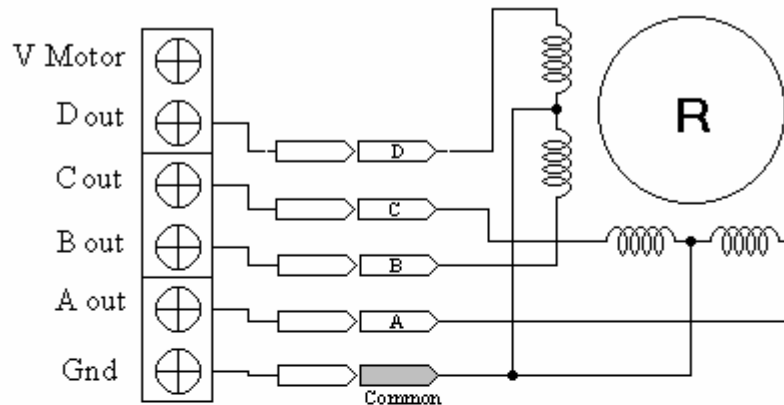 V Motor
D out
C out
B out
A out
Gnd
D
C
B
A
Common
R